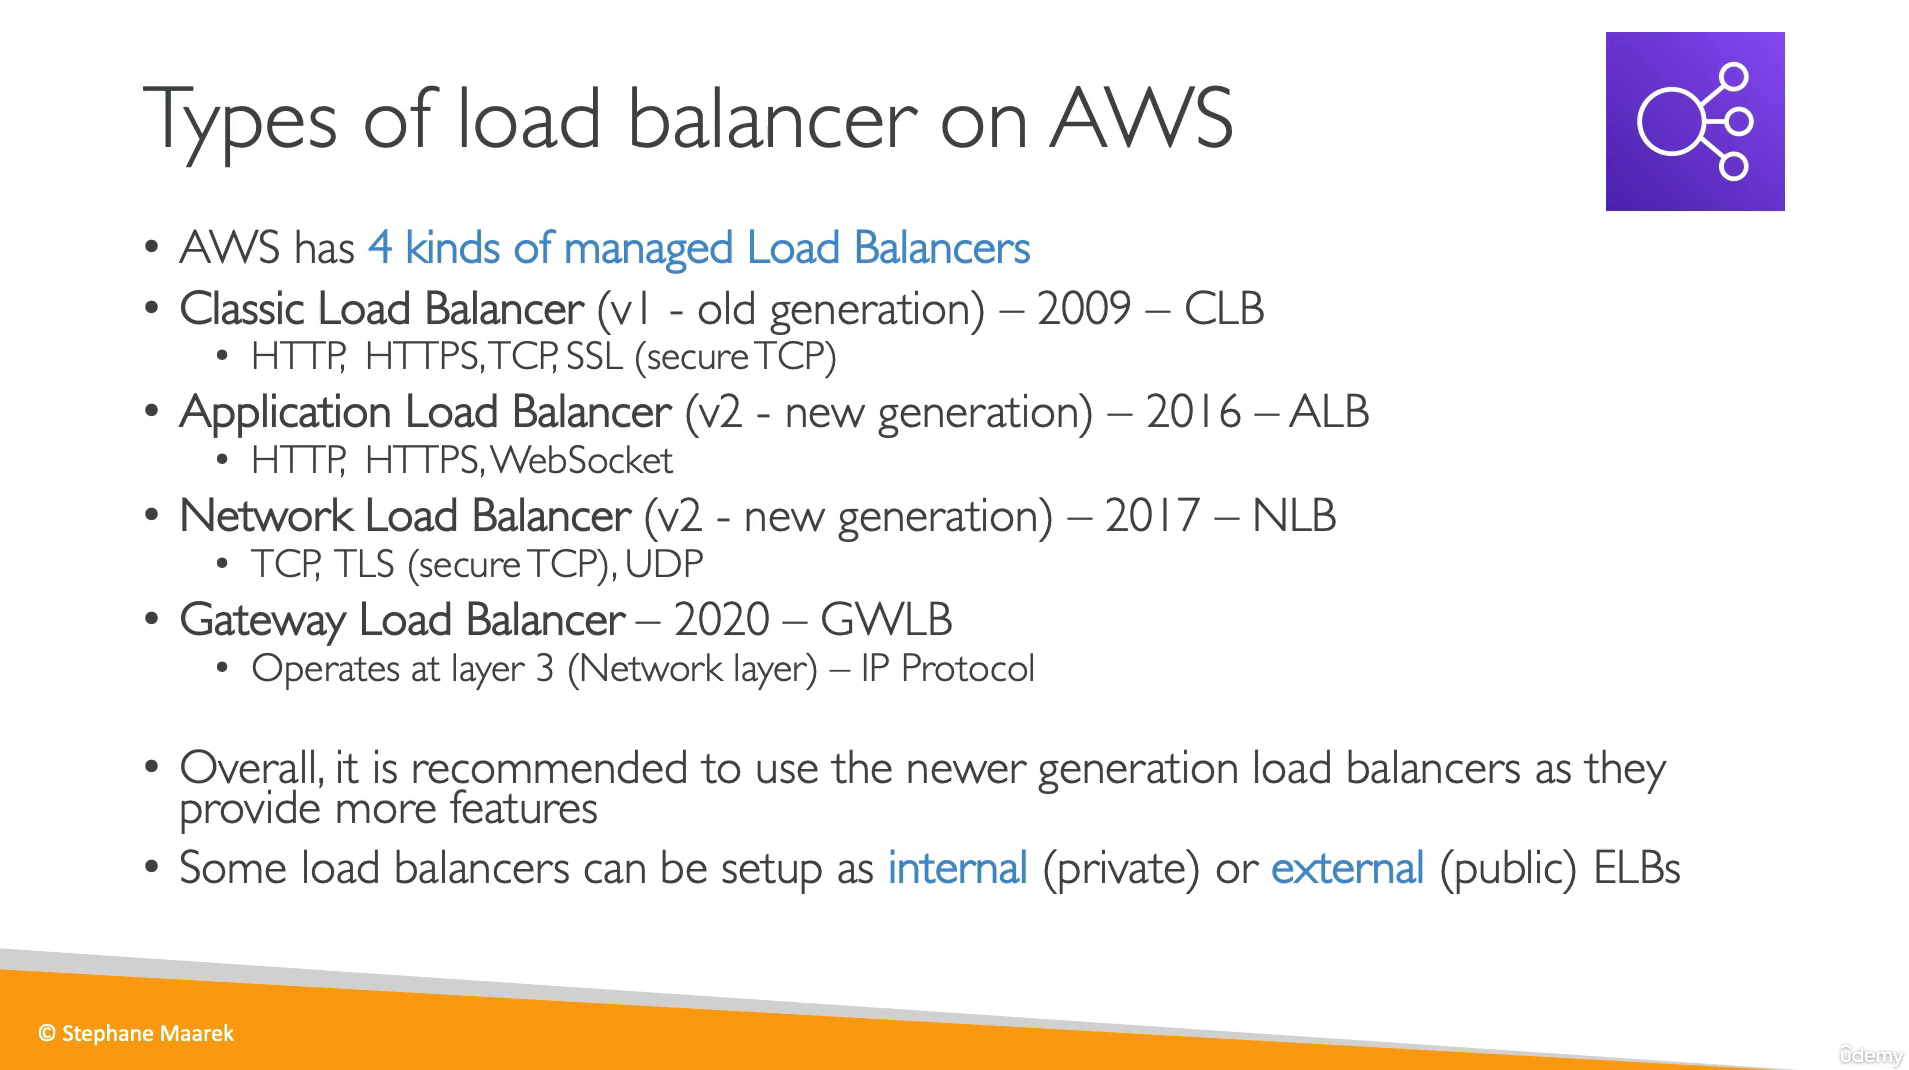 Types of load balancer on AWS
• AWS has 4 kinds of managed Load Balancers
• Classic Load Balancer (v1 - old generation) – 2009 – CLB
• HTTP, HTTPS, TCP, SSL (secure TCP)
• Application Load Balancer (v2 - new generation) – 2016 – ALB
• HTTP, HTTPS, WebSocket
• Network Load Balancer (v2 - new generation) – 2017 – NLB
• TCP, TLS (secure TCP), UDP
• Gateway Load Balancer – 2020 – GWLB
• Operates at layer 3 (Network layer) – IP Protocol
• Overall, it is recommended to use the newer generation load balancers as they
provide more features
• Some load balancers can be setup as internal (private) or external (public) ELBs
© Stephane Maarek
ûdemy